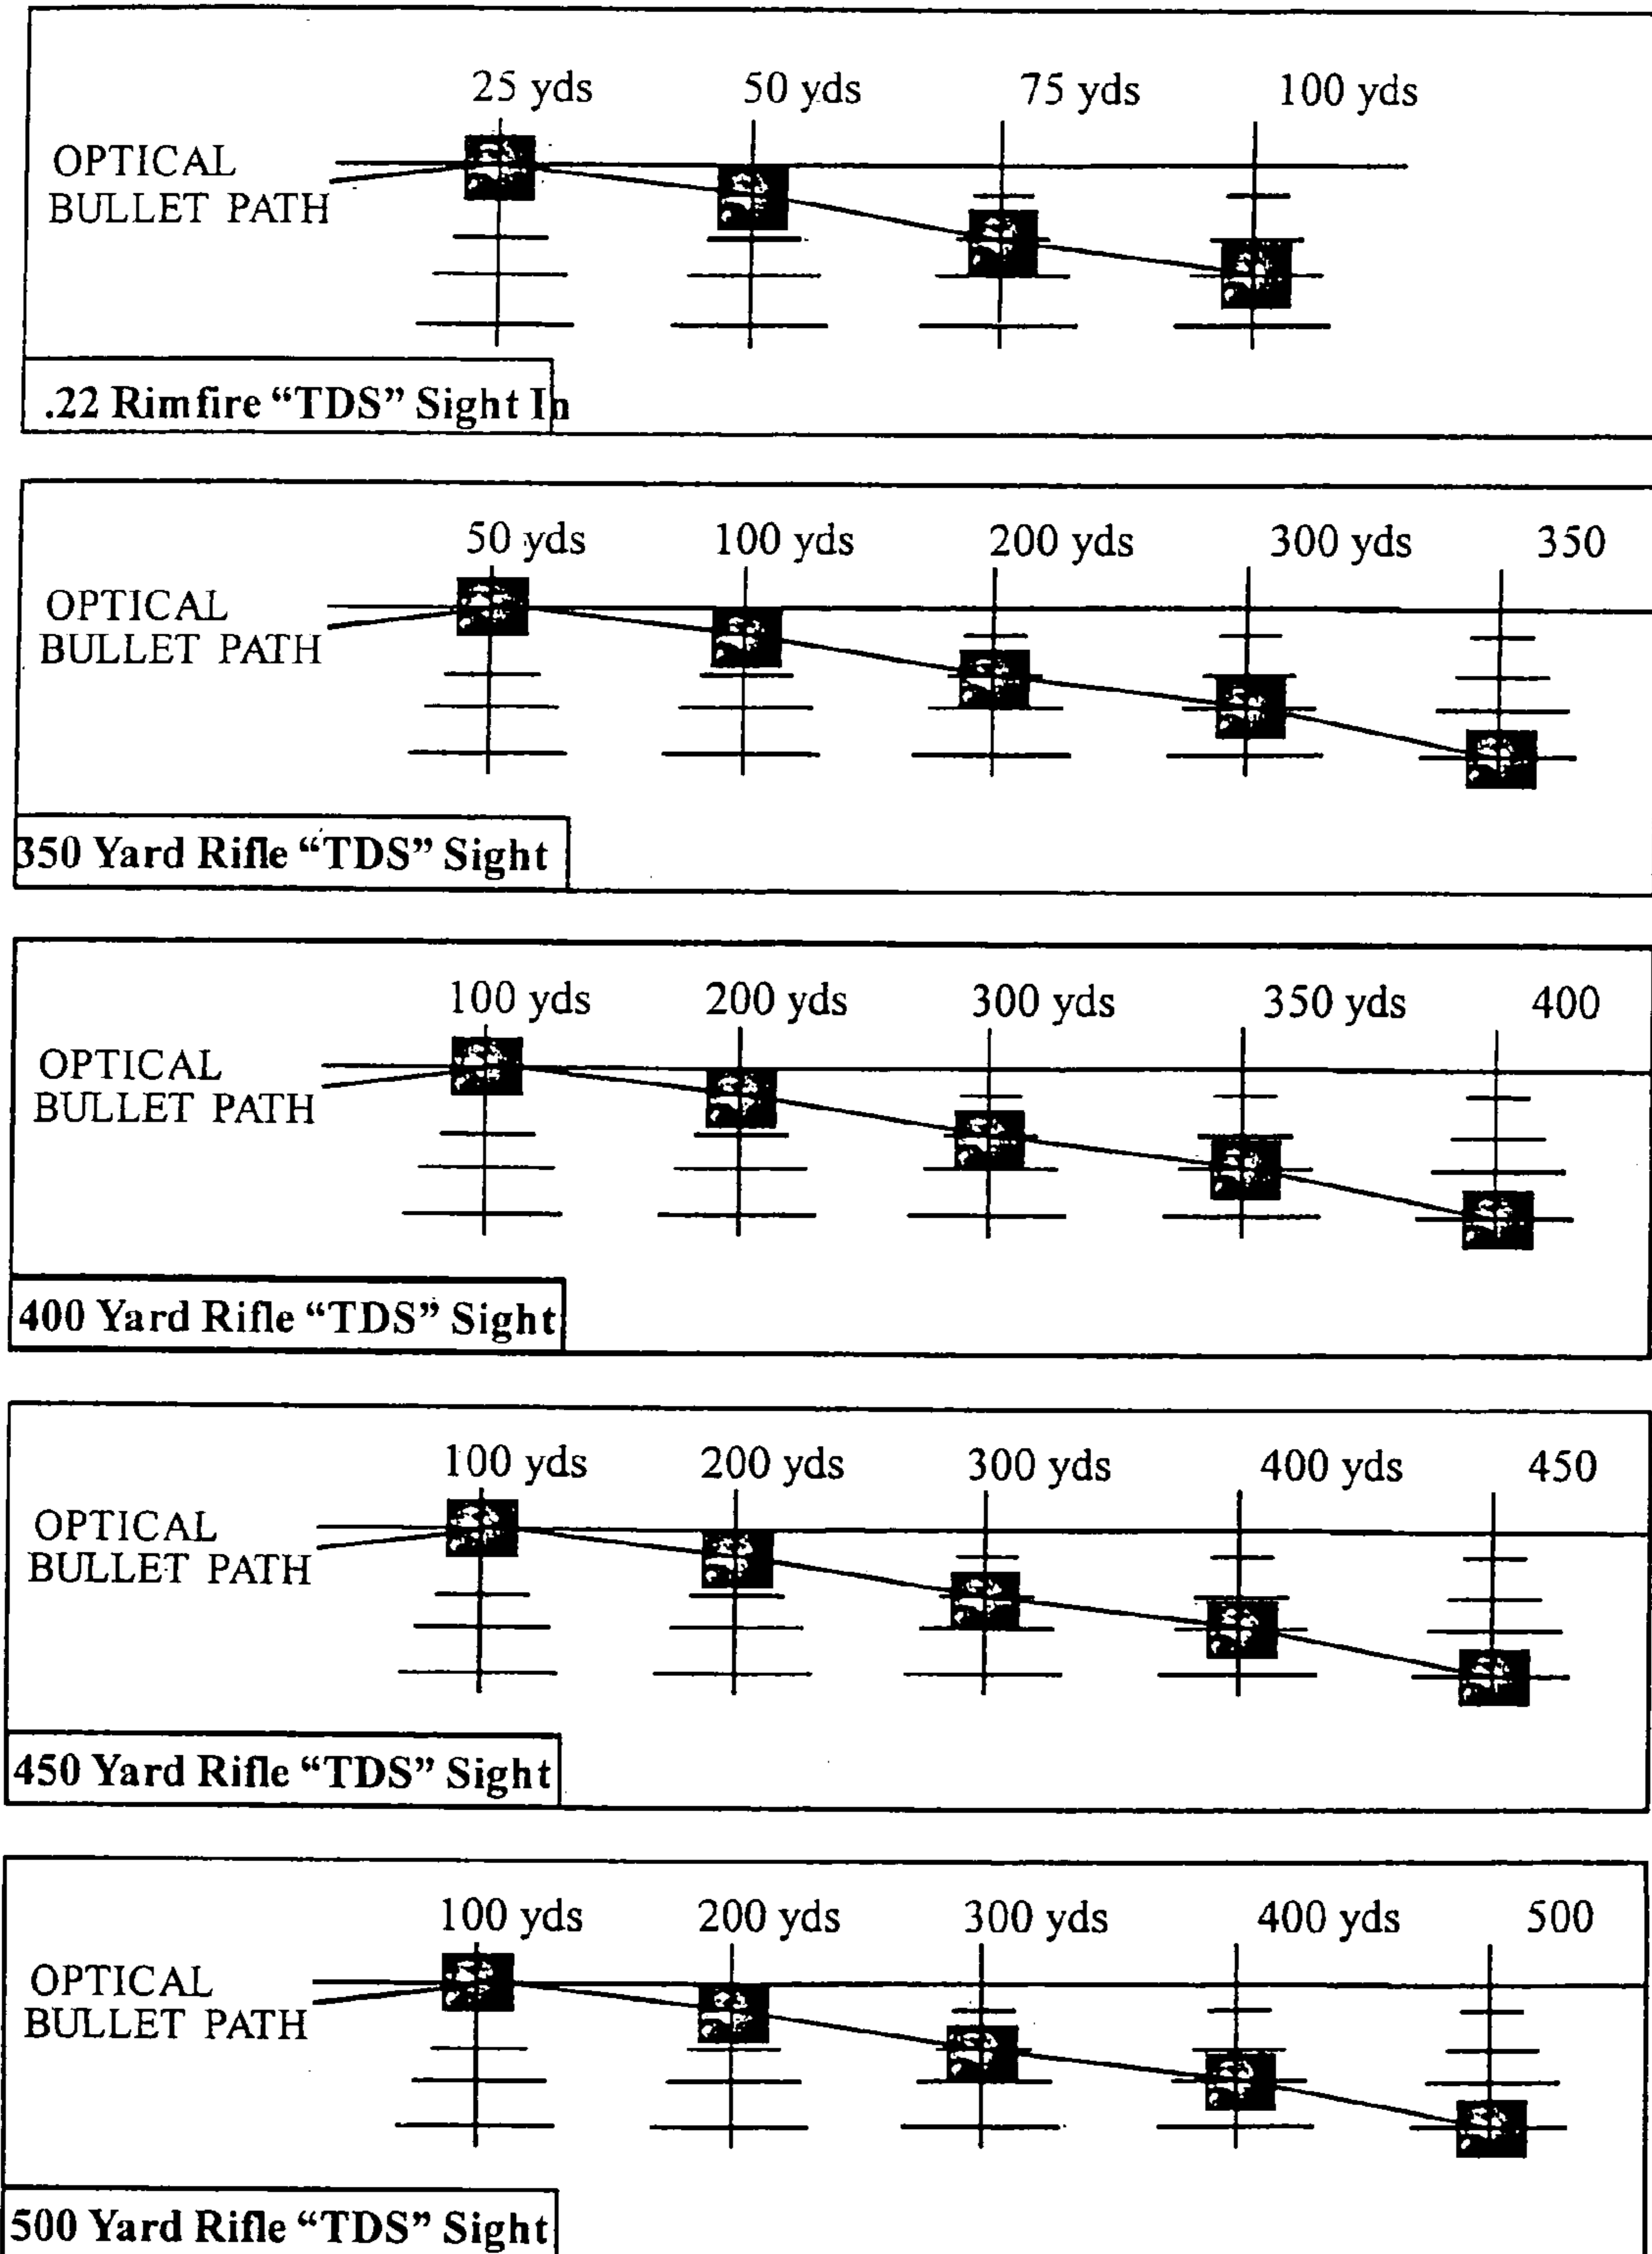 25 yds 50 yds 75 yds 100 yds
OPTICAL
BULLET PATH
.22 Rimfire “TDS” Sight In
50 yds 100 yds 200 yds 300 yds 350
OPTICAL
BULLET PATH
350 Yard Rifle “TDS” Sight
100 yds 200 yds 300 yds 350 yds 400
OPTICAL
BULLET PATH
400 Yard Rifle “TDS” Sight
100 yds 200 yds 300 yds 400 yds 450
OPTICAL
BULLET PATH
450 Yard Rifle “TDS” Sight
100 yds 200 yds 300 yds 400 yds 500
OPTICAL
BULLET PATH
500 Yard Rifle “TDS” Sight